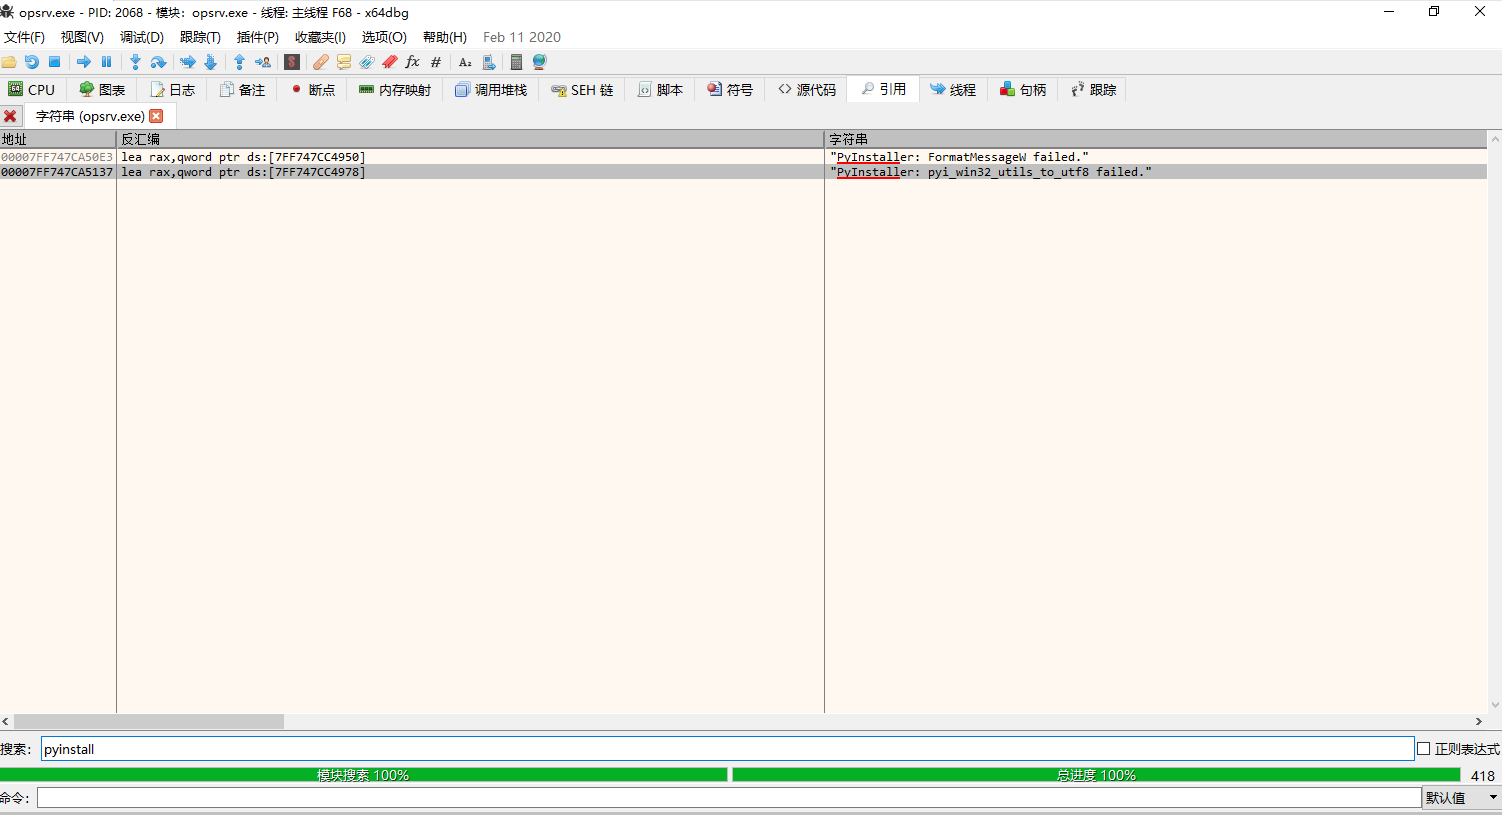 opsrv.exe - PID: 2068 - 模块: opsrv.exe - 线程: 主线程 F68 - x64dbg
文件(F) 视图(V) 调试(D) 跟踪(T) 插件(P) 收藏夹(I) 选项(O) 帮助(H) Feb 11 2020
CPU 图表 日志 备注 断点 内存映射 调用堆栈 SEH 链 脚本 符号 源代码 引用 线程 句柄 跟踪
字符串 (opsrv.exe)
地址 反汇编 字符串
00007FF747CA50E3 lea rax,qword ptr ds:[7FF747CC4950] "PyInstaller: FormatMessageW failed."
00007FF747CA5137 lea rax,qword ptr ds:[7FF747CC4978] "PyInstaller: pyi_win32_utils_to_utf8 failed."
搜索: pyinstall 正则表达式
模块搜索 100% 总进度 100% 418
命令: 默认值